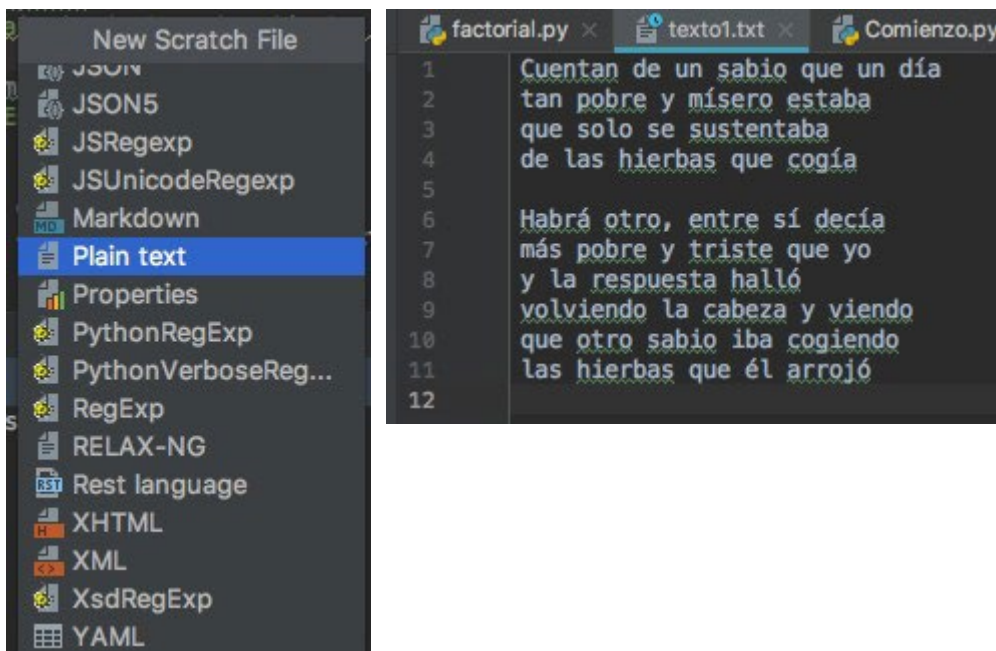 New Scratch File
JSON
JSON5
JSRegexp
JSUnicodeRegexp
Markdown
Plain text
Properties
PythonRegExp
PythonVerboseReg...
RegExp
RELAX-NG
Rest language
XHTML
XML
XsdRegExp
YAML
factorial.py texto1.txt Comienzo.py
1 Cuentan de un sabio que un día
2 tan pobre y mísero estaba
3 que solo se sustentaba
4 de las hierbas que cogía
5
6 Habrá otro, entre sí decía
7 más pobre y triste que yo
8 y la respuesta halló
9 volviendo la cabeza y viendo
10 que otro sabio iba cogiendo
11 las hierbas que él arrojó
12